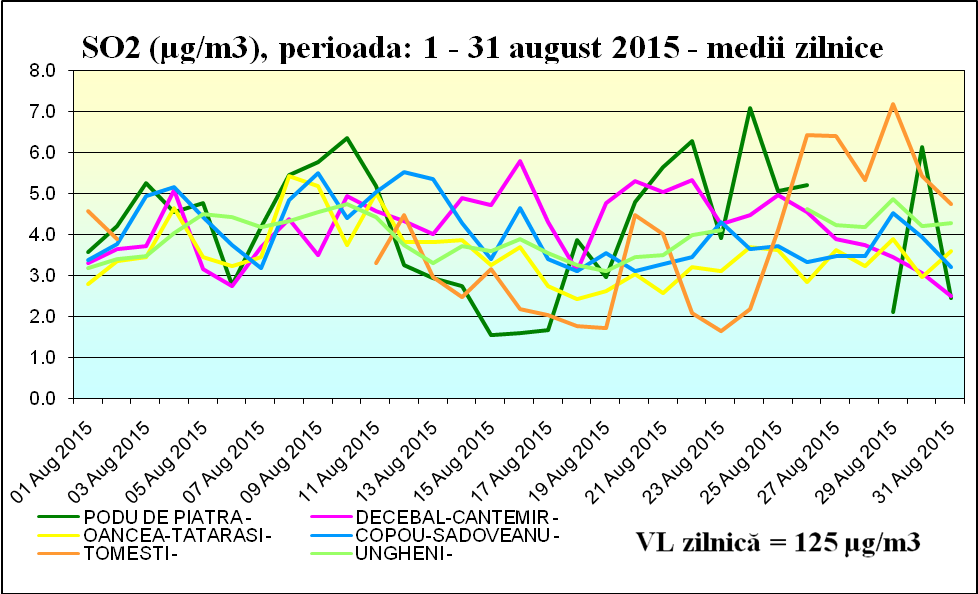 SO2 (µg/m3), perioada: 1 - 31 august 2015 - medii zilnice
8.0
7.0
6.0
5.0
4.0
3.0
2.0
1.0
0.0
01 Aug 2015
03 Aug 2015
05 Aug 2015
07 Aug 2015
09 Aug 2015
11 Aug 2015
13 Aug 2015
15 Aug 2015
17 Aug 2015
19 Aug 2015
21 Aug 2015
23 Aug 2015
25 Aug 2015
27 Aug 2015
29 Aug 2015
31 Aug 2015
PODU DE PIATRA -
DECEBAL-CANTEMIR -
OANCEA-TATARASI -
COPOU-SADOVEANU -
TOMESTI -
UNGHENI -
VL zilnică = 125 µg/m3